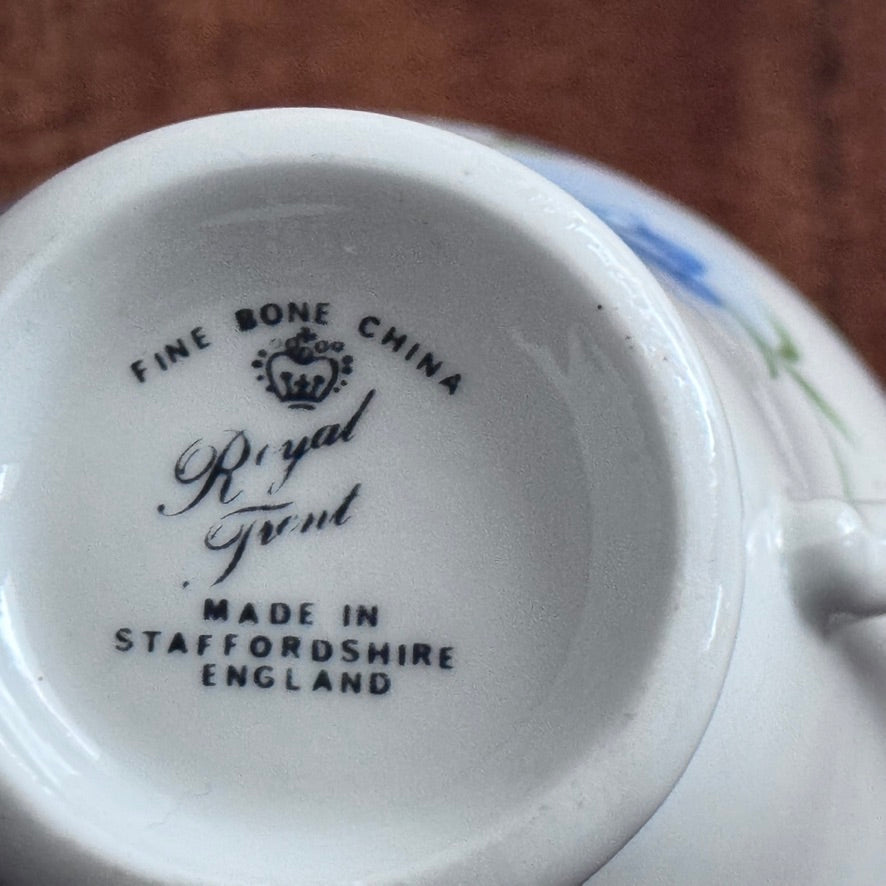 FINE BONE CHINA
Royal
Trent
MADE IN
STAFFORDSHIRE
ENGLAND